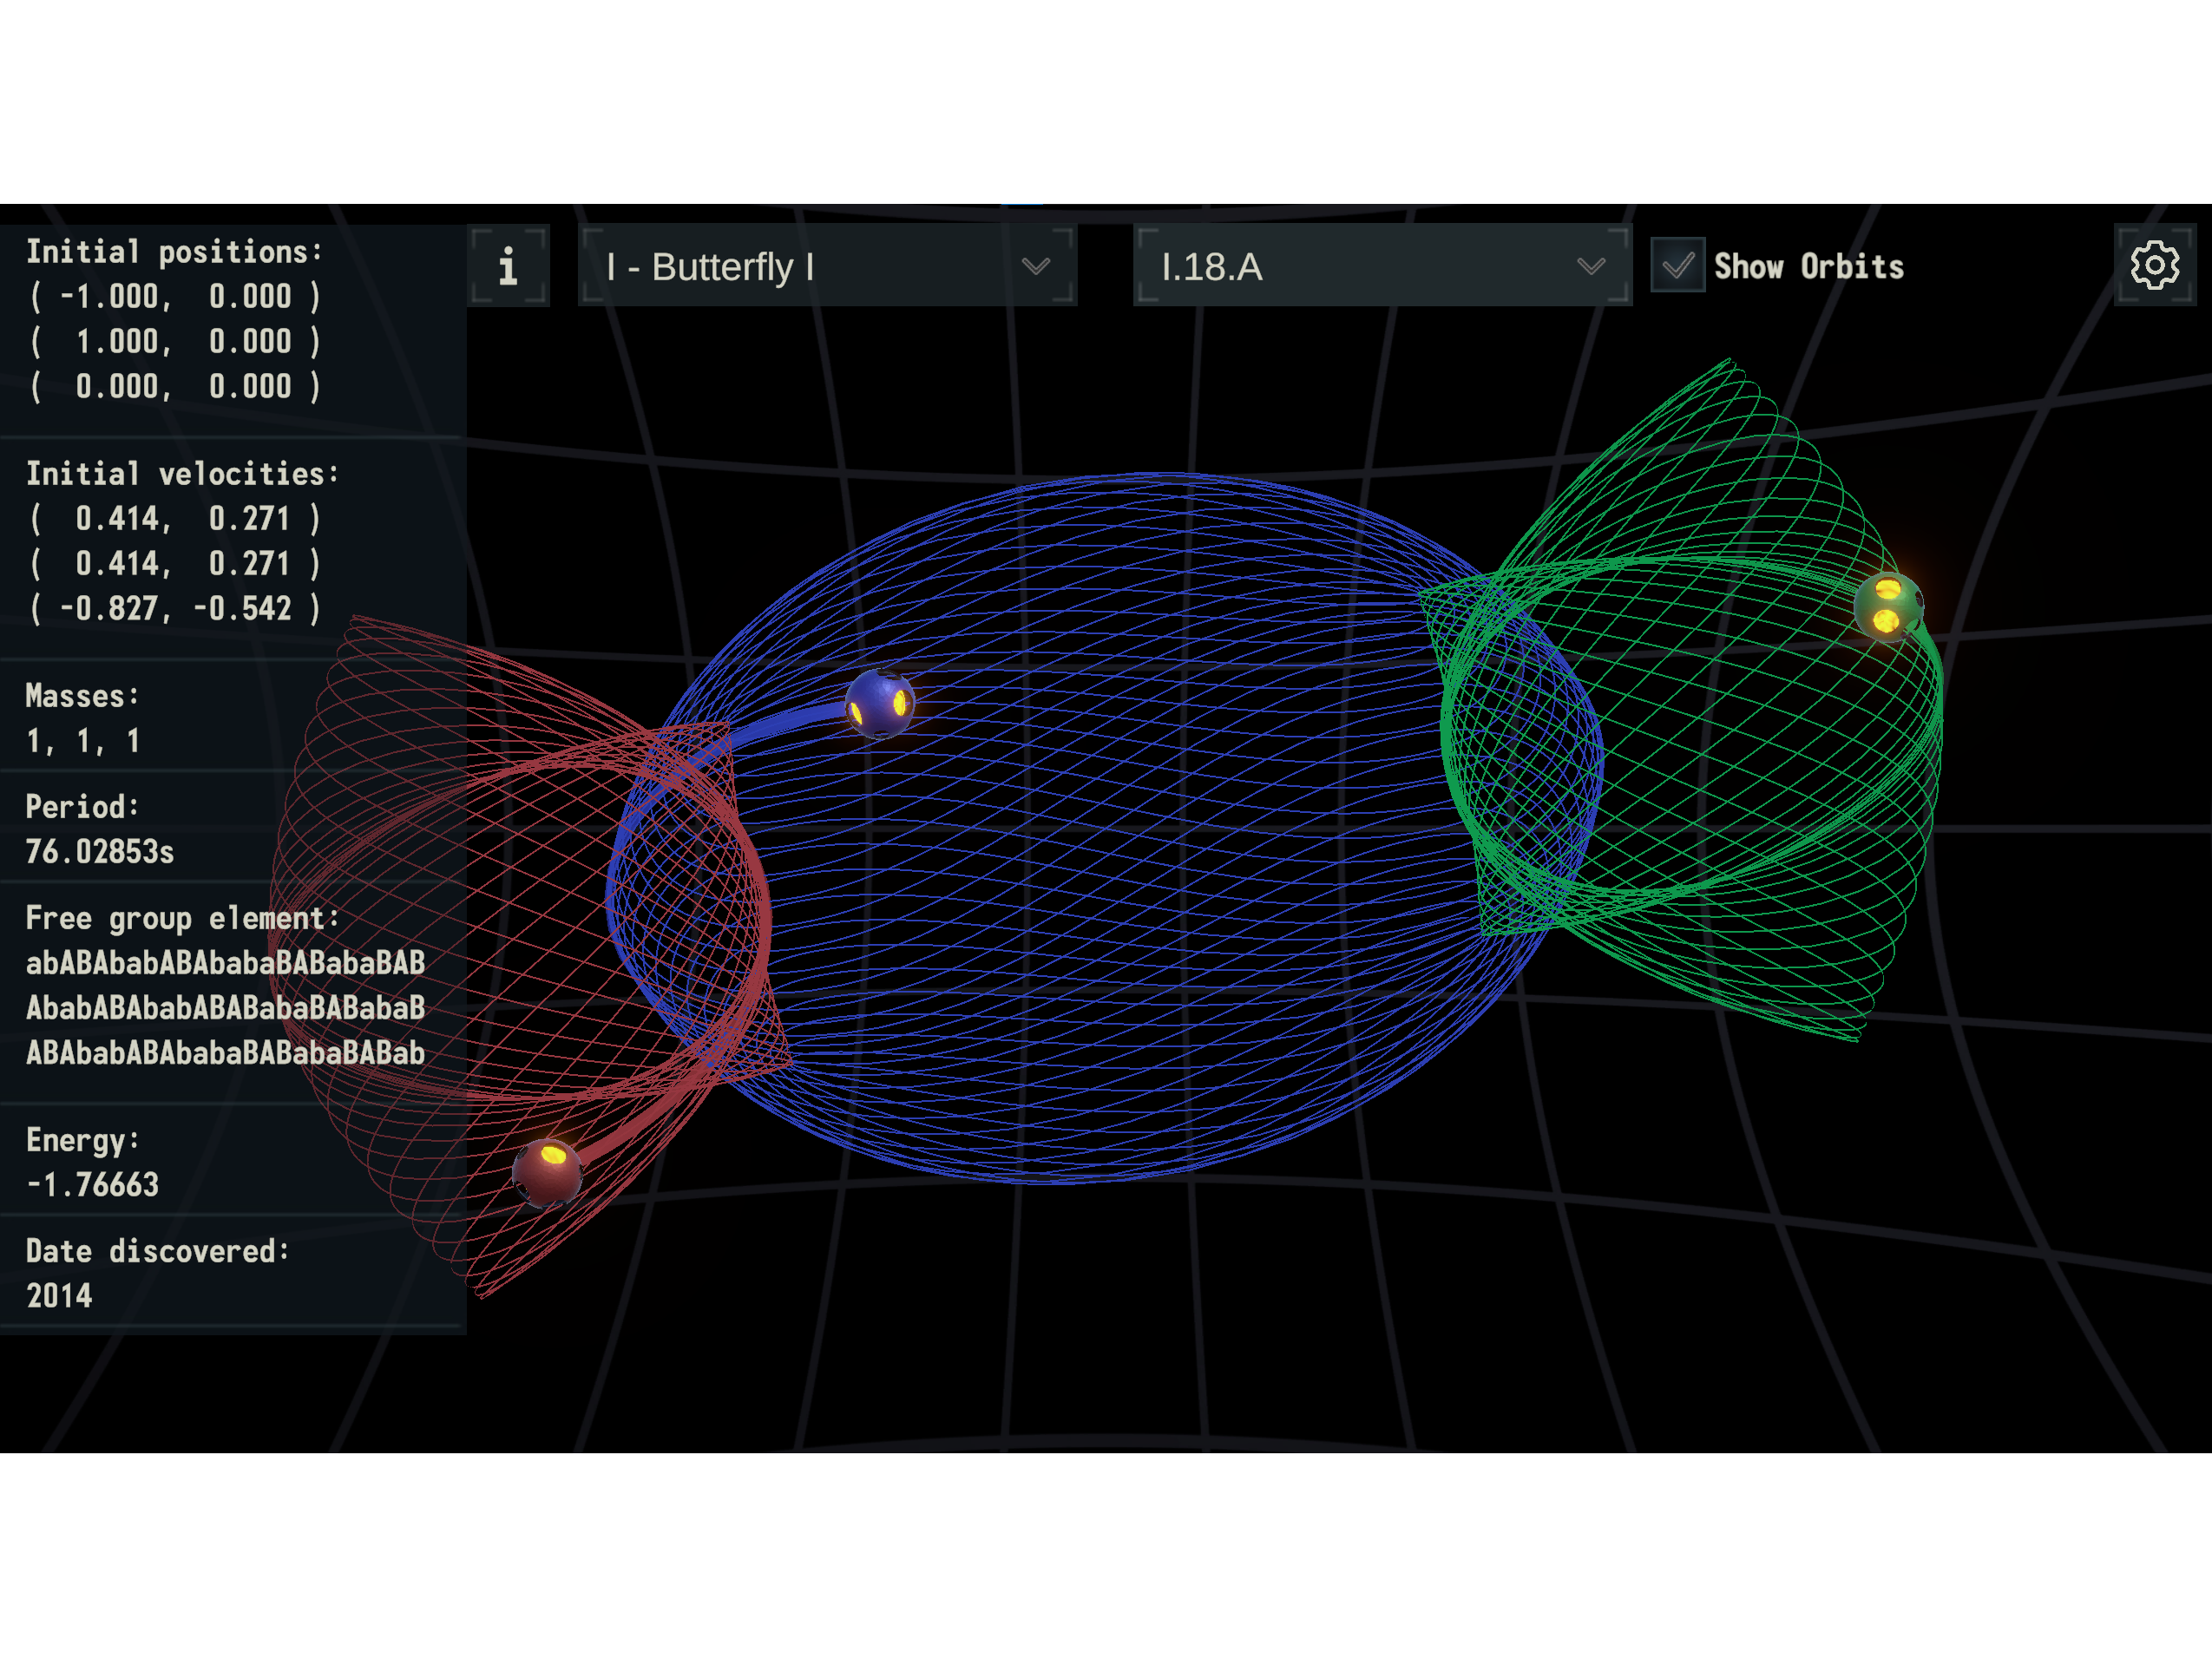 Initial positions:
( -1.000, 0.000 )
( 1.000, 0.000 )
( 0.000, 0.000 )
Initial velocities:
( 0.414, 0.271 )
( 0.414, 0.271 )
( -0.827, -0.542 )
Masses:
1, 1, 1
Period:
76.02853s
Free group element:
abABAbabABAbabaBABabaBAB
AbabABAbabABABabaBABabaB
ABAbabABAbabaBABabaBABab
Energy:
-1.76663
Date discovered:
2014
i
I - Butterfly I
I.18.A
Show Orbits